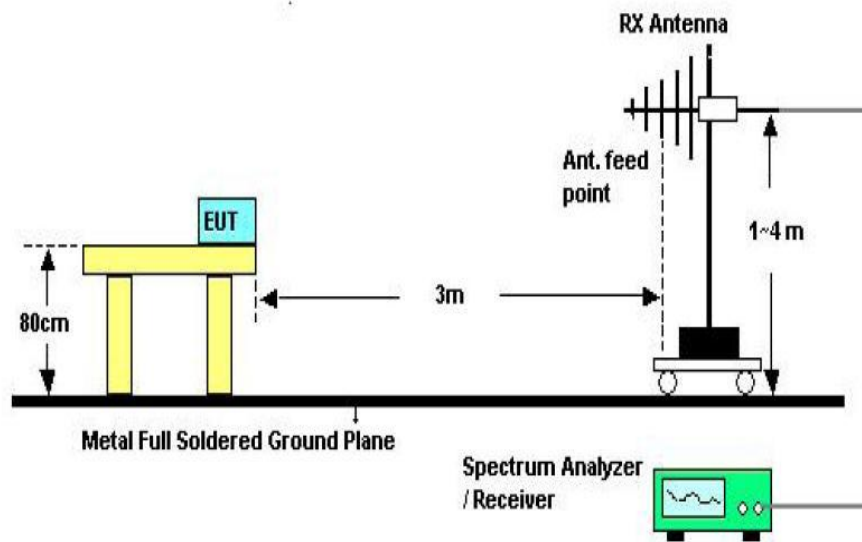 RX Antenna
Ant. feed
point
1~4 m
EUT
3m
80cm
Metal Full Soldered Ground Plane
Spectrum Analyzer
/ Receiver